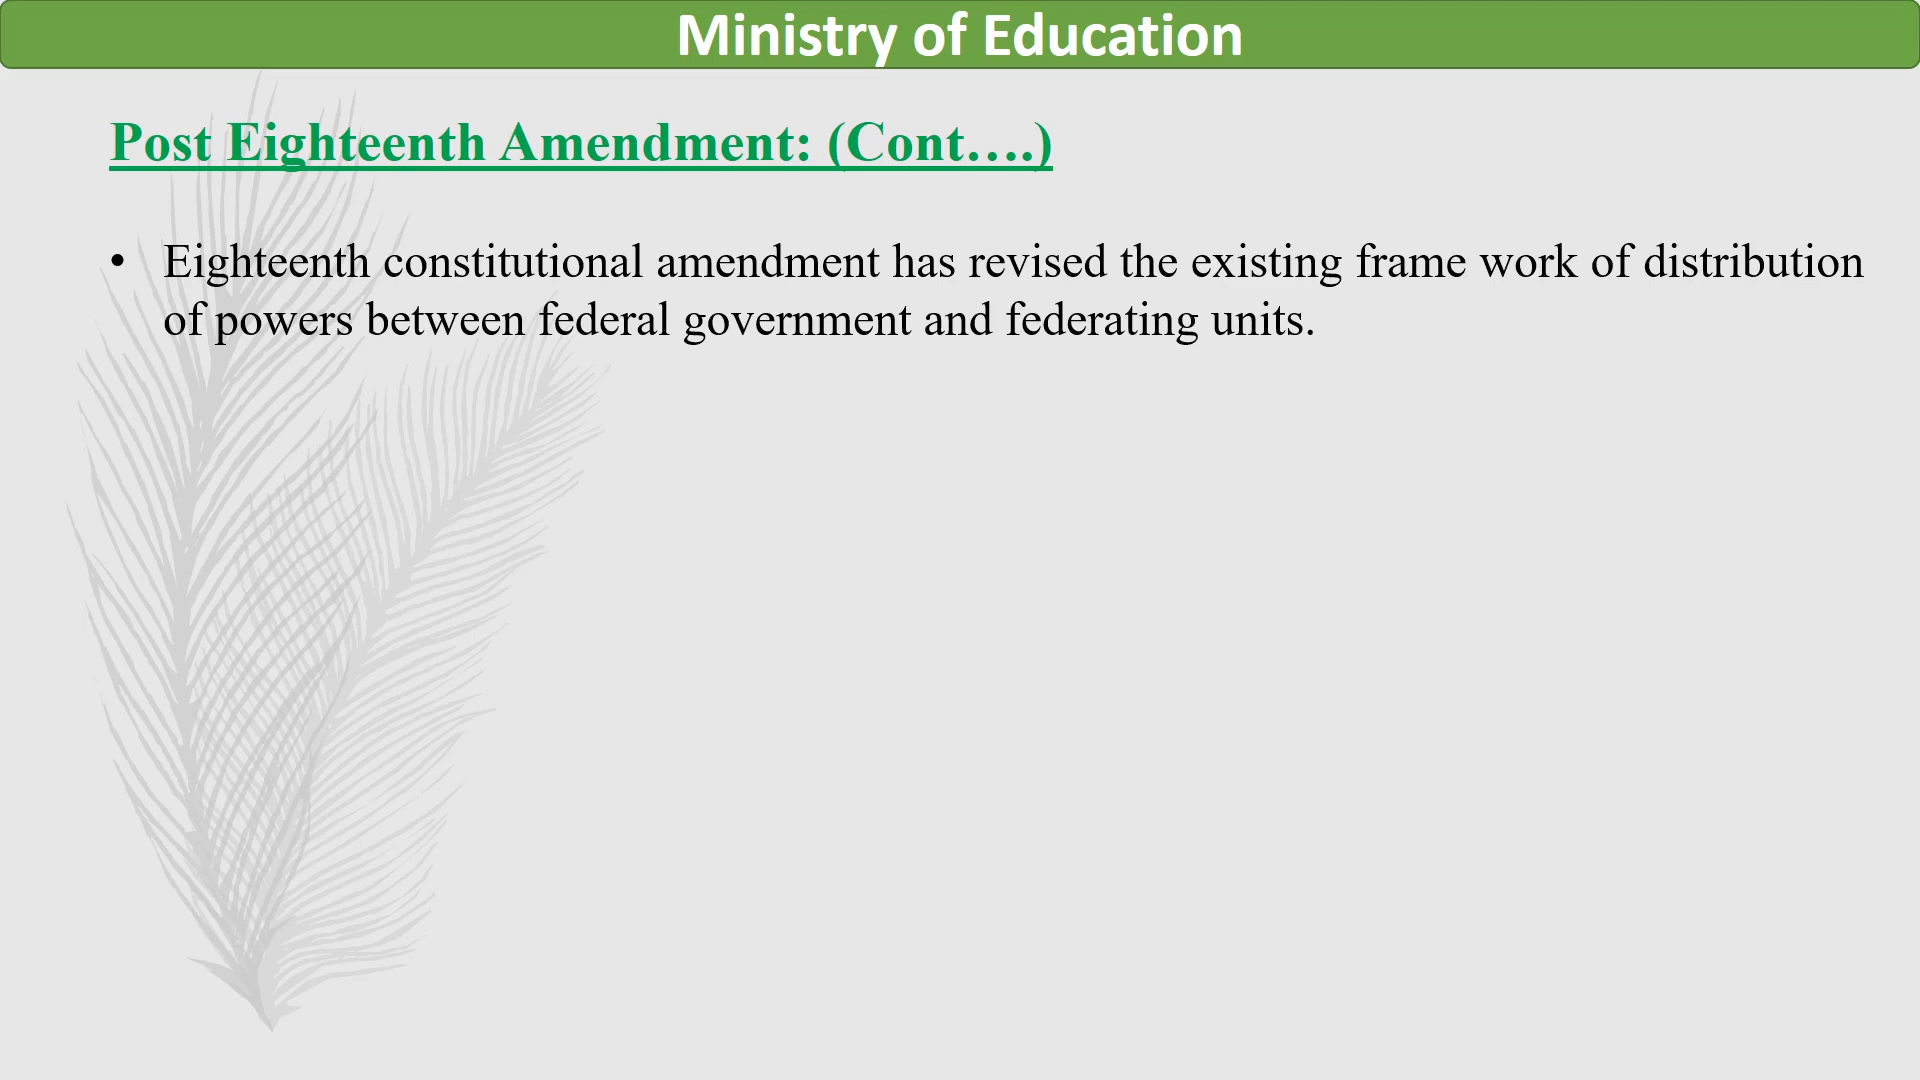 Ministry of Education
Post Eighteenth Amendment: (Cont….)
• Eighteenth constitutional amendment has revised the existing frame work of distribution
of powers between federal government and federating units.